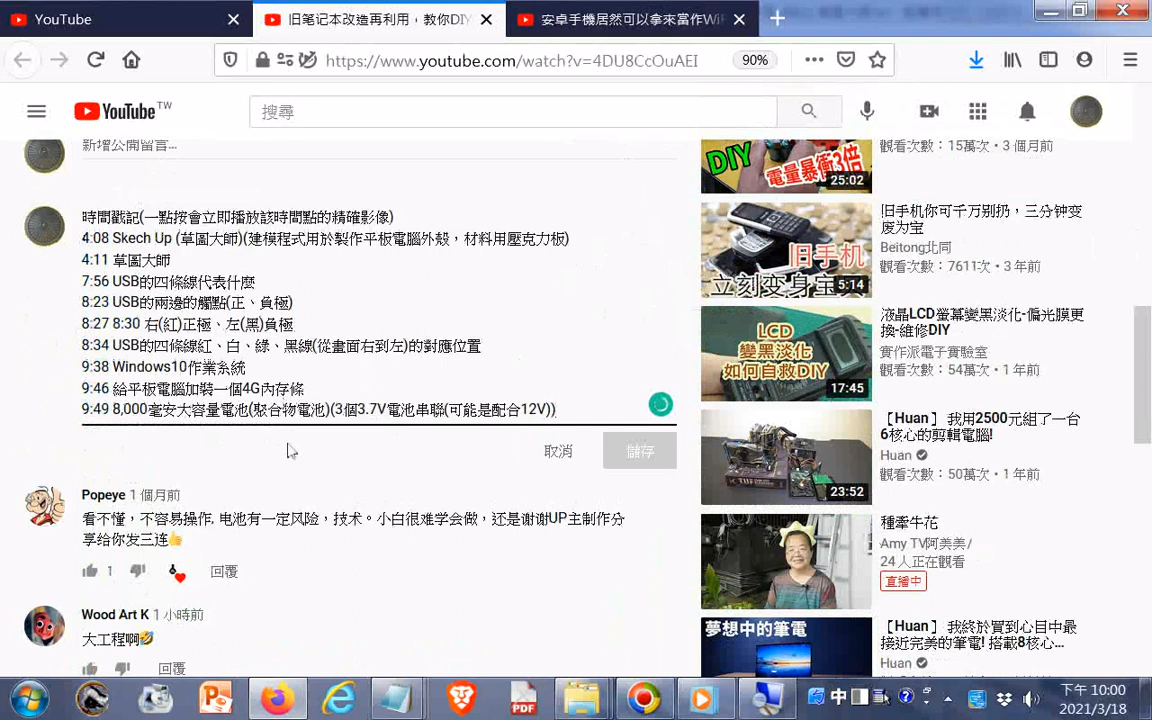 YouTube
旧笔记本改造再利用，教你DIY
安卓手機居然可以拿來當作WiF
https://www.youtube.com/watch?v=4DU8CcOuAEI
90%
YouTube TW
搜尋
新增公開留言...
時間戳記(一點按會立即播放該時間點的精確影像)
4:08 Skech Up (草圖大師)(建模程式用於製作平板電腦外殼，材料用壓克力板)
4:11 草圖大師
7:56 USB的四條線代表什麼
8:23 USB的兩邊的觸點(正、負極)
8:27 8:30 右(紅)正極、左(黑)負極
8:34 USB的四條線紅、白、綠、黑線(從畫面右到左)的對應位置
9:38 Windows10作業系統
9:46 給平板電腦加裝一個4G內存條
9:49 8,000毫安大容量電池(聚合物電池)(3個3.7V電池串聯(可能是配合12V))
取消
儲存
Popeye 1 個月前
看不懂，不容易操作, 电池有一定风险，技术。小白很难学会做，还是谢谢UP主制作分
享给你发三连👍
1
回覆
Wood Art K 1 小時前
大工程啊🤣
回覆
DIY
電量暴衝3倍
25:02
觀看次數：15萬次・3 個月前
旧手机
立刻变身宝
5:14
旧手机你可千万别扔，三分钟变
废为宝
Beitong北同
觀看次數：7611次・3 年前
LCD
變黑淡化
如何自救DIY
17:45
液晶LCD螢幕變黑淡化-偏光膜更
換-維修DIY
實作派電子實驗室
觀看次數：54萬次・1 年前
23:52
【Huan】 我用2500元組了一台
6核心的剪輯電腦!
Huan
觀看次數：50萬次・1 年前
種牽牛花
Amy TV阿美美/
24 人正在觀看
直播中
夢想中的筆電
【Huan】 我終於買到心目中最
接近完美的筆電! 搭載8核心...
Huan
PDF
中
下午 10:00
2021/3/18